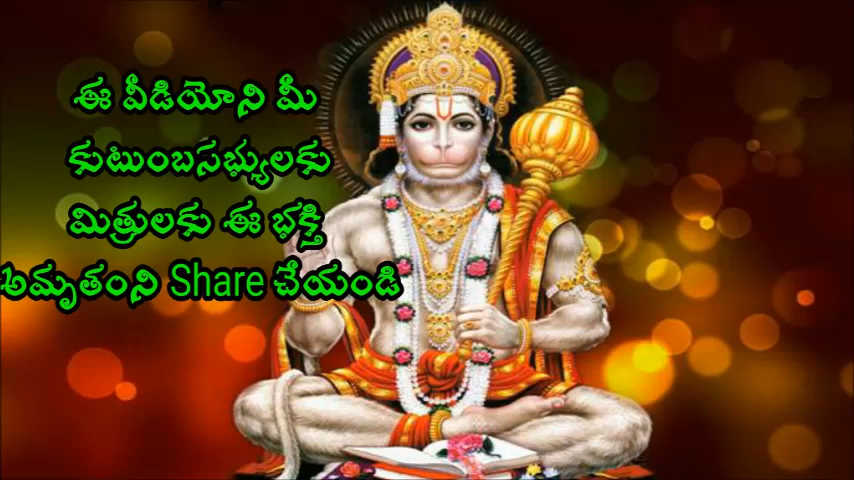 ఈ వీడియోని మీ
కుటుంబసభ్యులకు
మిత్రులకు ఈ భక్తి
అమృతంని Share చేయండి